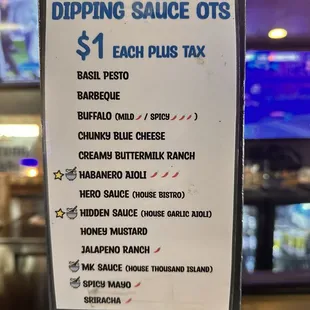 DIPPING SAUCE OTS
$1 EACH PLUS TAX
BASIL PESTO
BARBEQUE
BUFFALO (MILD / SPICY )
CHUNKY BLUE CHEESE
CREAMY BUTTERMILK RANCH
HABANERO AIOLI
HERO SAUCE (HOUSE BISTRO)
HIDDEN SAUCE (HOUSE GARLIC AIOLI)
HONEY MUSTARD
JALAPENO RANCH
MK SAUCE (HOUSE THOUSAND ISLAND)
SPICY MAYO
SRIRACHA